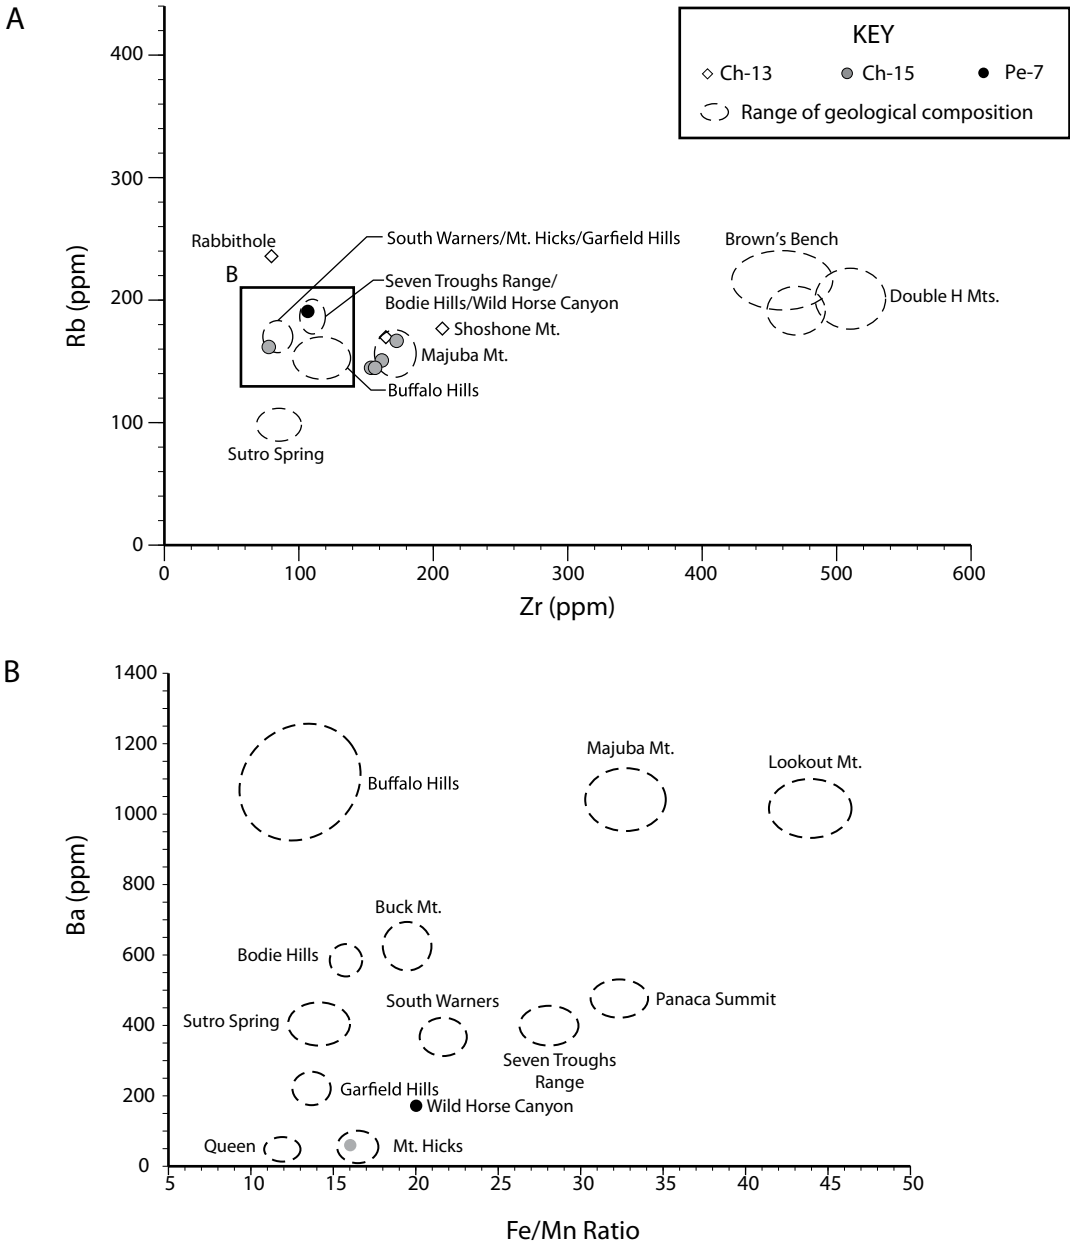 A
KEY
Ch-13
Ch-15
Pe-7
Range of geological composition
Rb (ppm)
400
300
200
100
0
Rabbithole
B
South Warners/Mt. Hicks/Garfield Hills
Seven Troughs Range/
Bodie Hills/Wild Horse Canyon
Shoshone Mt.
Majuba Mt.
Buffalo Hills
Sutro Spring
Brown's Bench
Double H Mts.
0
100
200
300
400
500
600
Zr (ppm)
B
Ba (ppm)
1400
1200
1000
800
600
400
200
0
Buffalo Hills
Majuba Mt.
Lookout Mt.
Buck Mt.
Bodie Hills
South Warners
Panaca Summit
Sutro Spring
Seven Troughs
Range
Garfield Hills
Wild Horse Canyon
Queen
Mt. Hicks
5
10
15
20
25
30
35
40
45
50
Fe/Mn Ratio